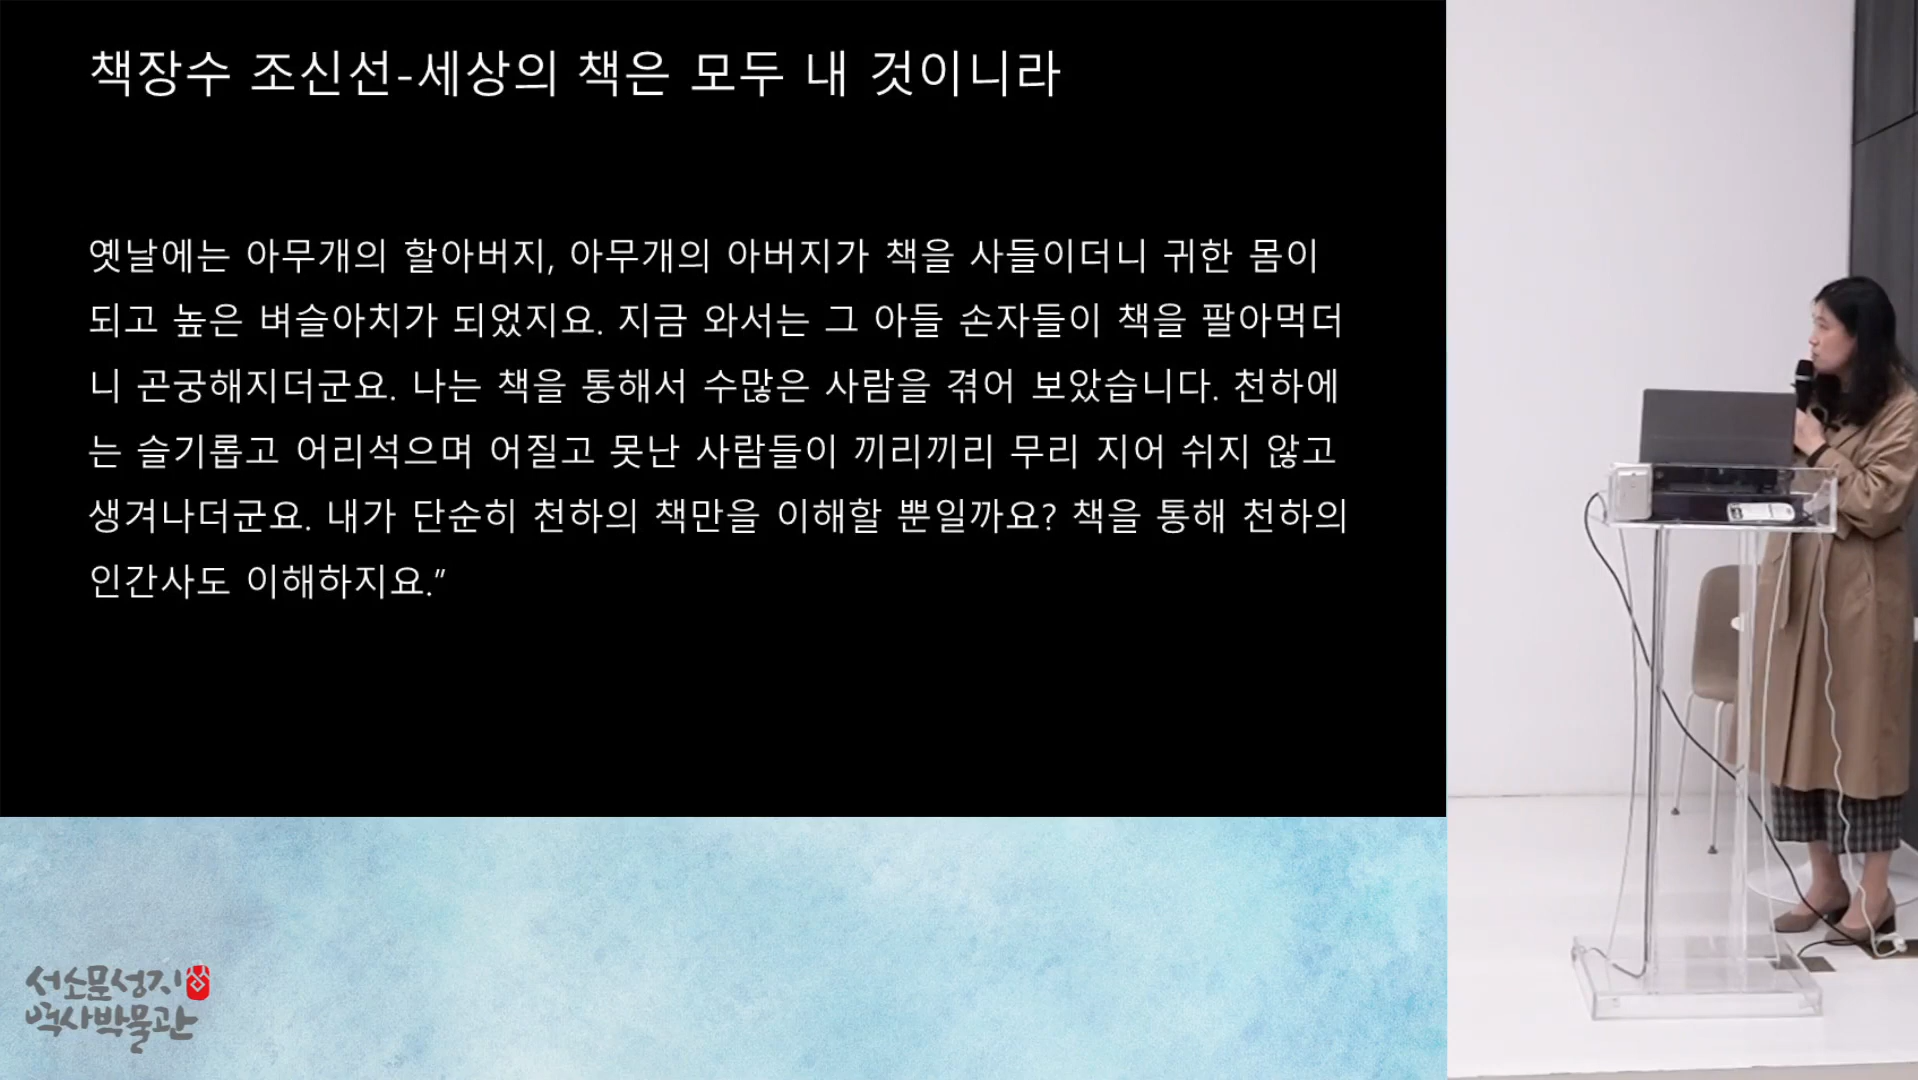 책장수 조신선-세상의 책은 모두 내 것이니라
옛날에는 아무개의 할아버지, 아무개의 아버지가 책을 사들이더니 귀한 몸이
되고 높은 벼슬아치가 되었지요. 지금 와서는 그 아들 손자들이 책을 팔아먹더
니 곤궁해지더군요. 나는 책을 통해서 수많은 사람을 겪어 보았습니다. 천하에
는 슬기롭고 어리석으며 어질고 못난 사람들이 끼리끼리 무리 지어 쉬지 않고
생겨나더군요. 내가 단순히 천하의 책만을 이해할 뿐일까요? 책을 통해 천하의
인간사도 이해하지요.”
서소문성지
역사박물관